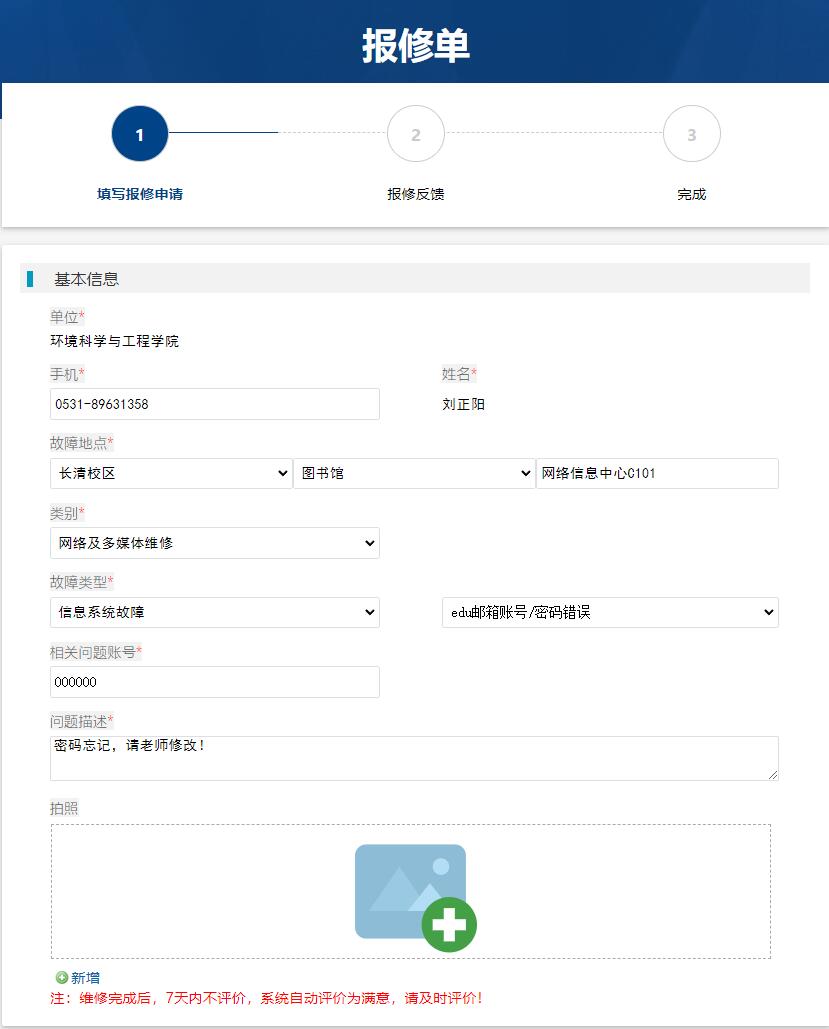 报修单
1
2
3
填写报修申请
报修反馈
完成
基本信息
单位*
环境科学与工程学院
手机*
姓名*
0531-89631358
刘正阳
故障地点*
长清校区
图书馆
网络信息中心C101
类别*
网络及多媒体维修
故障类型*
信息系统故障
edu邮箱账号/密码错误
相关问题账号*
000000
问题描述*
密码忘记，请老师修改！
拍照
新增
注：维修完成后，7天内不评价，系统自动评价为满意，请及时评价！